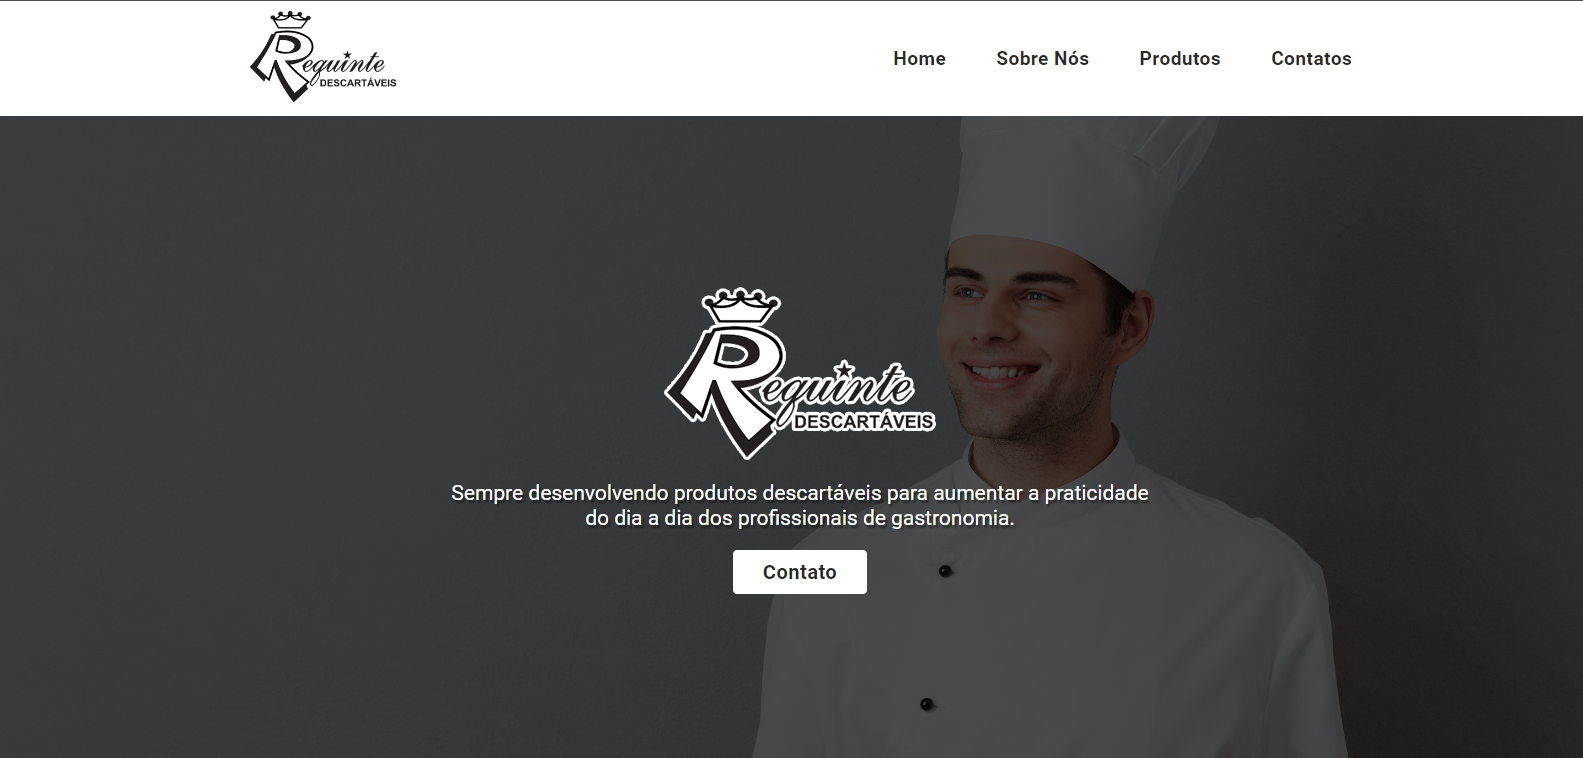 Requinte
DESCARTÁVEIS
Home
Sobre Nós
Produtos
Contatos
Requinte
DESCARTÁVEIS
Sempre desenvolvendo produtos descartáveis para aumentar a praticidade
do dia a dia dos profissionais de gastronomia.
Contato